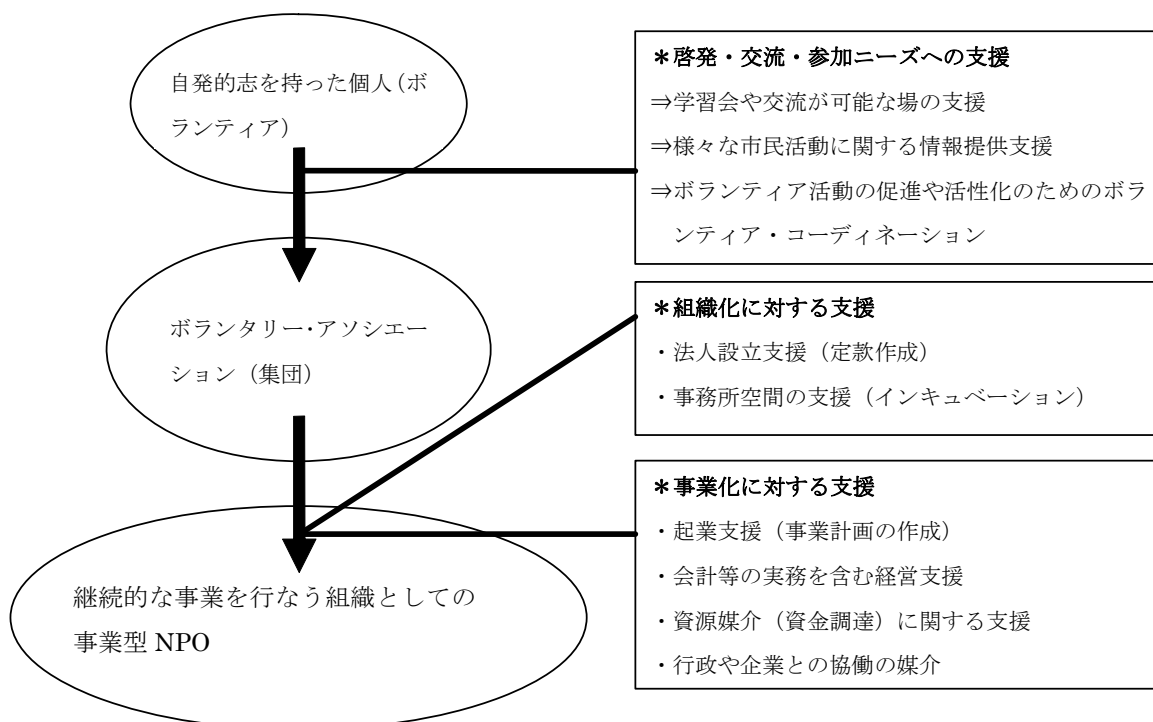 自発的志を持った個人（ボ
ランティア）
＊啓発・交流・参加ニーズへの支援
⇒学習会や交流が可能な場の支援
⇒様々な市民活動に関する情報提供支援
⇒ボランティア活動の促進や活性化のためのボラ
ンティア・コーディネーション
ボランタリー・アソシエー
ション（集団）
＊組織化に対する支援
・法人設立支援（定款作成）
・事務所空間の支援（インキュベーション）
＊事業化に対する支援
・起業支援（事業計画の作成）
・会計等の実務を含む経営支援
・資源媒介（資金調達）に関する支援
・行政や企業との協働の媒介
継続的な事業を行なう組織としての
事業型 NPO